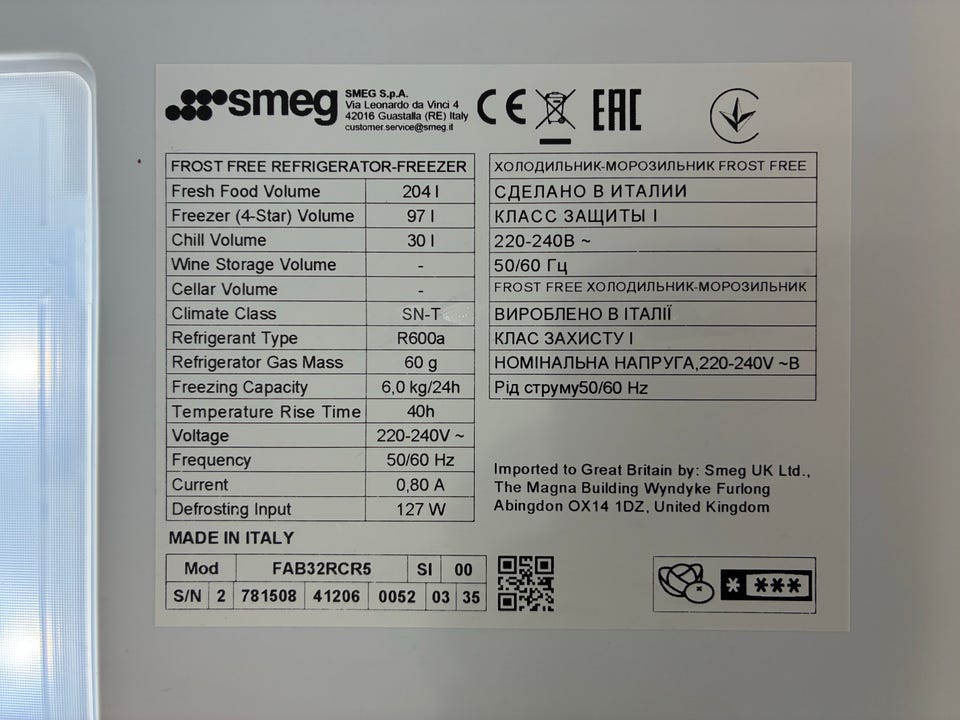 smeg
SMEG S.p.A.
Via Leonardo da Vinci 4
42016 Guastalla (RE) Italy
customer.service@smeg.it
CE
EAC
FROST FREE REFRIGERATOR-FREEZER
Fresh Food Volume 204 l
Freezer (4-Star) Volume 97 l
Chill Volume 30 l
Wine Storage Volume -
Cellar Volume -
Climate Class SN-T
Refrigerant Type R600a
Refrigerator Gas Mass 60 g
Freezing Capacity 6,0 kg/24h
Temperature Rise Time 40h
Voltage 220-240V ~
Frequency 50/60 Hz
Current 0,80 A
Defrosting Input 127 W
MADE IN ITALY
Mod FAB32RCR5 SI 00
S/N 2 781508 41206 0052 03 35
ХОЛОДИЛЬНИК-МОРОЗИЛЬНИК FROST FREE
СДЕЛАНО В ИТАЛИИ
КЛАСС ЗАЩИТЫ I
220-240В ~
50/60 Гц
FROST FREE ХОЛОДИЛЬНИК-МОРОЗИЛЬНИК
ВИРОБЛЕНО В ІТАЛІЇ
КЛАС ЗАХИСТУ I
НОМІНАЛЬНА НАПРУГА,220-240V ~В
Рід струму50/60 Hz
Imported to Great Britain by: Smeg UK Ltd.,
The Magna Building Wyndyke Furlong
Abingdon OX14 1DZ, United Kingdom
* ***